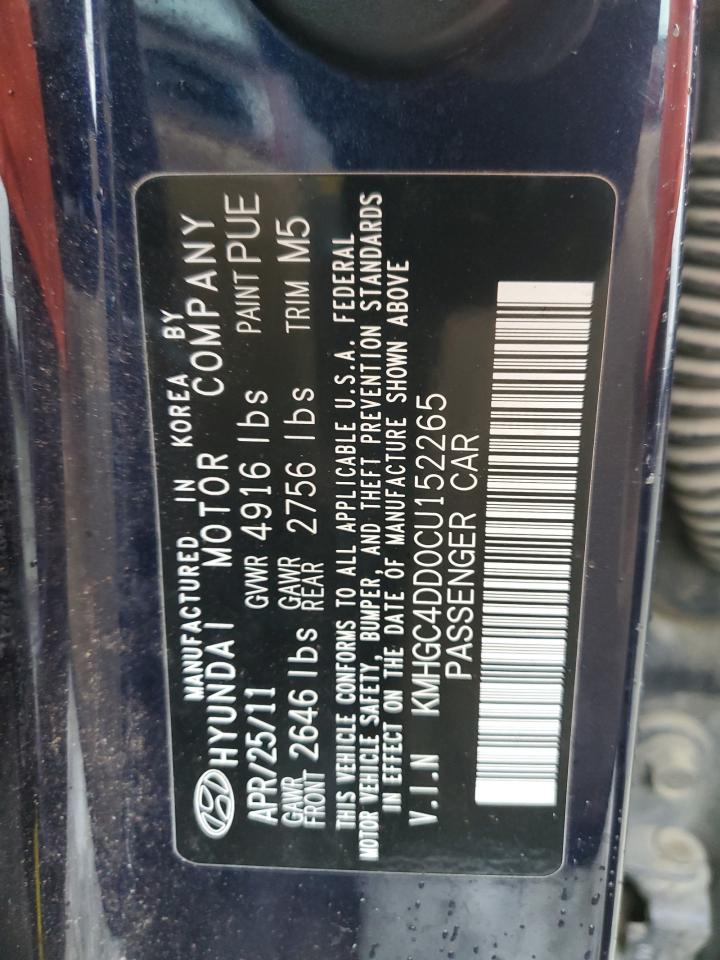 MANUFACTURED IN KOREA BY
HYUNDAI MOTOR COMPANY
APR/25/11 GVWR 4916 lbs PAINT PUE
GAWR FRONT 2646 lbs GAWR REAR 2756 lbs TRIM M5
THIS VEHICLE CONFORMS TO ALL APPLICABLE U.S.A. FEDERAL
MOTOR VEHICLE SAFETY, BUMPER, AND THEFT PREVENTION STANDARDS
IN EFFECT ON THE DATE OF MANUFACTURE SHOWN ABOVE
V.I.N KMHGC4DD0CU152265
PASSENGER CAR